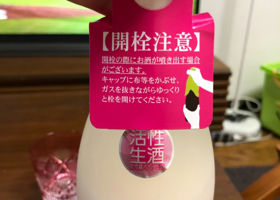 【開栓注意】
開栓の際にお酒が噴き出す場合
がございます。
キャップに布等をかぶせ、
ガスを抜きながらゆっくり
と栓を開けてください。
活性
生酒